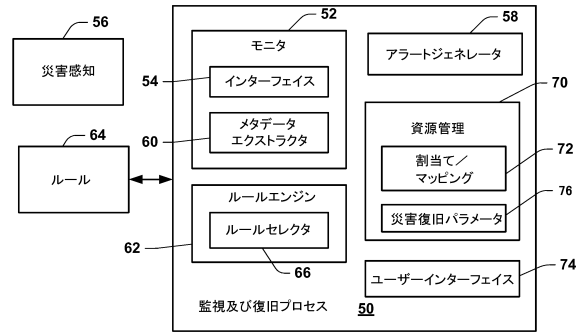 56
災害感知
64
ルール
52
モニタ
54
インターフェイス
60
メタデータ
エクストラクタ
ルールエンジン
62
ルールセレクタ
66
監視及び復旧プロセス
50
58
アラートジェネレータ
70
資源管理
72
割当て/
マッピング
76
災害復旧パラメータ
74
ユーザーインターフェイス